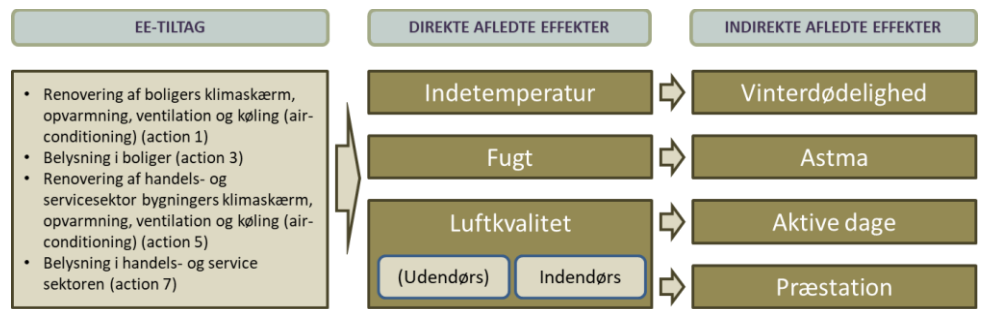 EE-TILTAG
DIREKTE AFLEDTE EFFEKTER
INDIREKTE AFLEDTE EFFEKTER
• Renovering af boligers klimaskærm,
opvarmning, ventilation og køling (air-
conditioning) (action 1)
• Belysning i boliger (action 3)
• Renovering af handels- og
servicesektor bygningers klimaskærm,
opvarmning, ventilation og køling (air-
conditioning) (action 5)
• Belysning i handels- og service
sektoren (action 7)
Indetemperatur
Vinterdødelighed
Fugt
Astma
Luftkvalitet
(Udendørs)
Indendørs
Aktive dage
Præstation